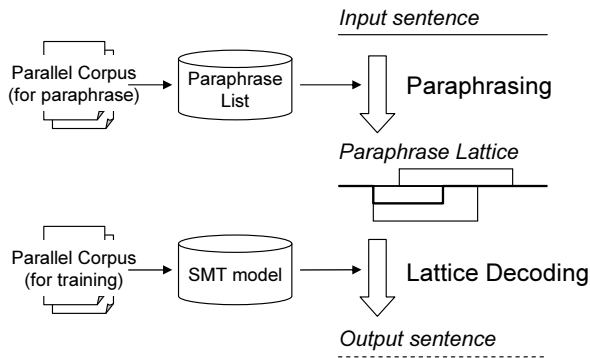 Input sentence
Parallel Corpus
(for paraphrase)
Paraphrase
List
Paraphrasing
Paraphrase Lattice
Parallel Corpus
(for training)
SMT model
Lattice Decoding
Output sentence